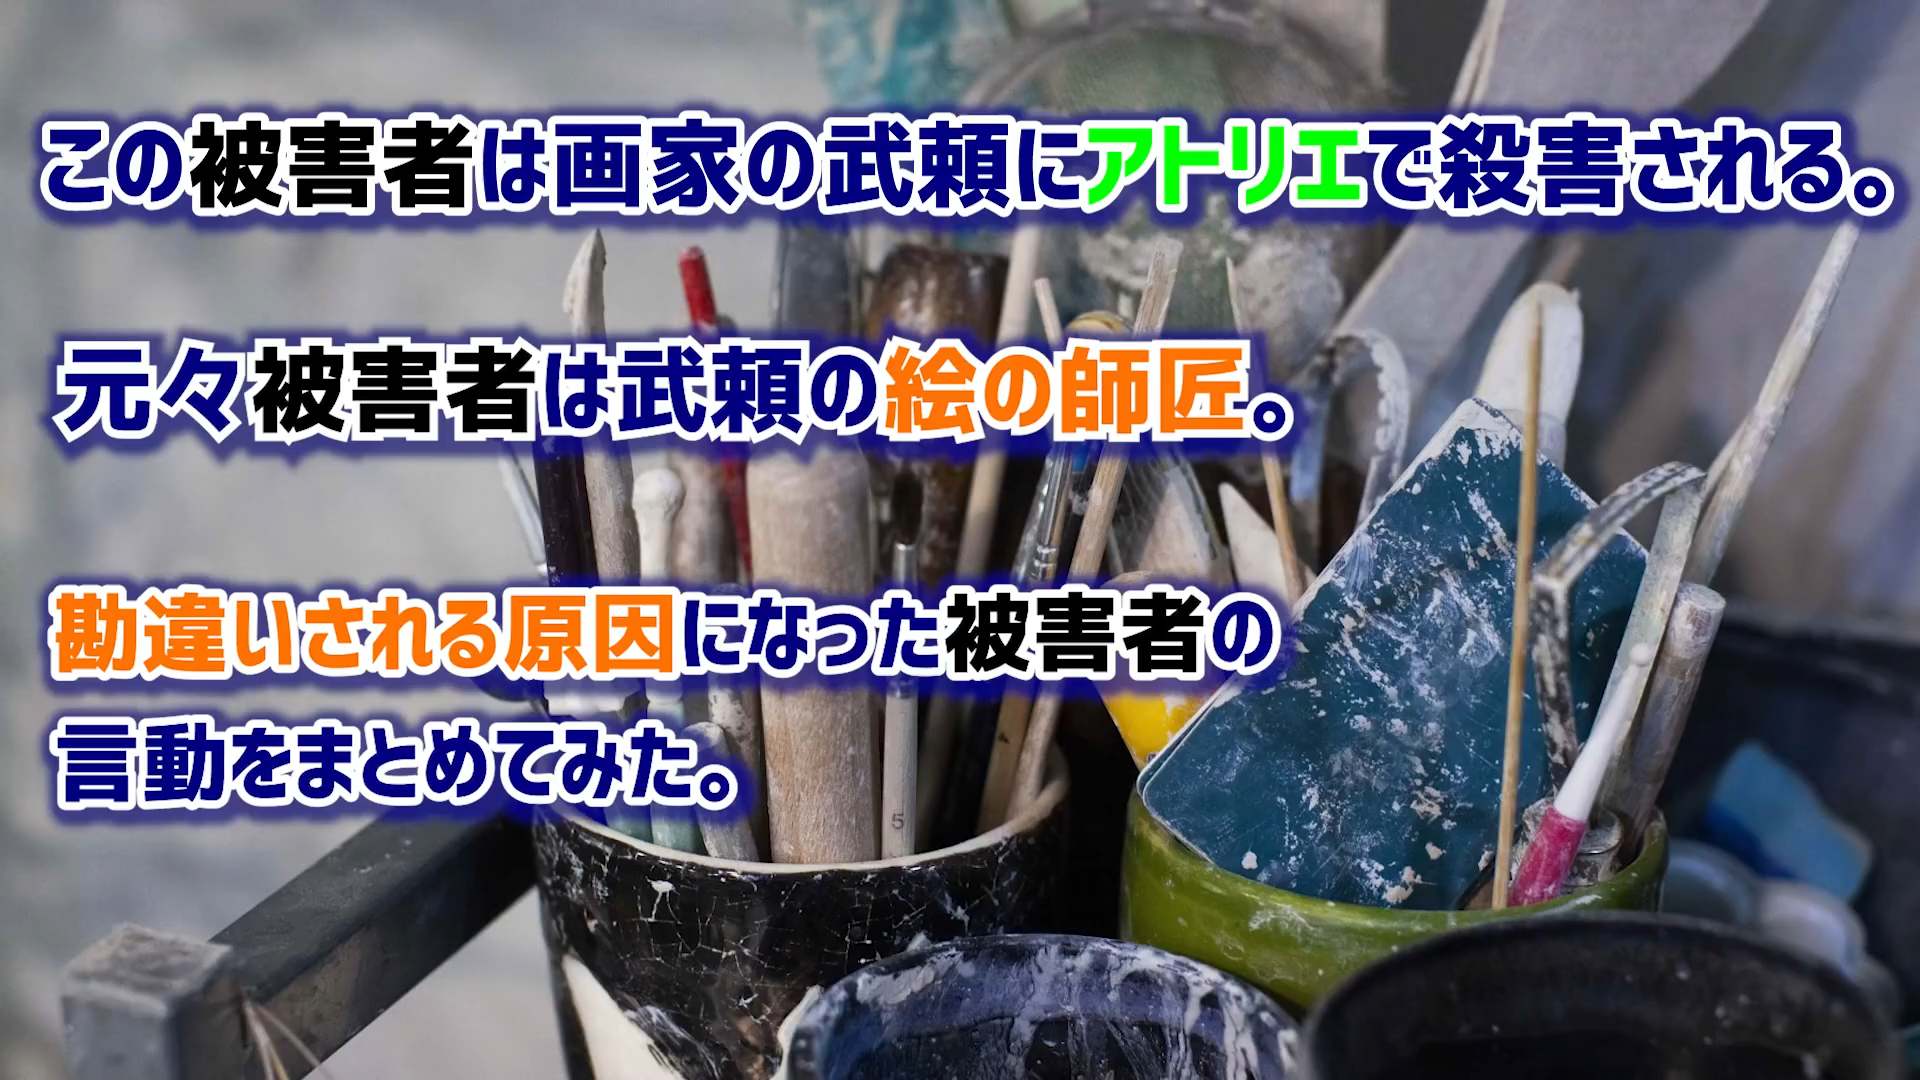 この被害者は画家の武頼にアトリエで殺害される。
元々被害者は武頼の絵の師匠。
勘違いされる原因になった被害者の
言動をまとめてみた。
5